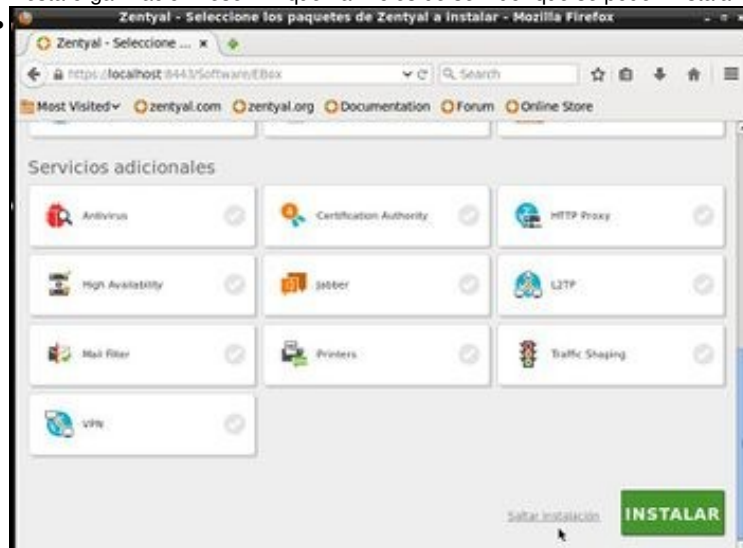 Zentyal - Seleccione los paquetes de Zentyal a instalar - Mozilla Firefox
Zentyal - Seleccione ...
https://localhost:8443/Software/EBox
Search
Most Visited
zentyal.com
zentyal.org
Documentation
Forum
Online Store
Servicios adicionales
Antivirus
Certification Authority
HTTP Proxy
High Availability
Jabber
L2TP
Mail Filter
Printers
Traffic Shaping
VPN
Saltar instalación
INSTALAR